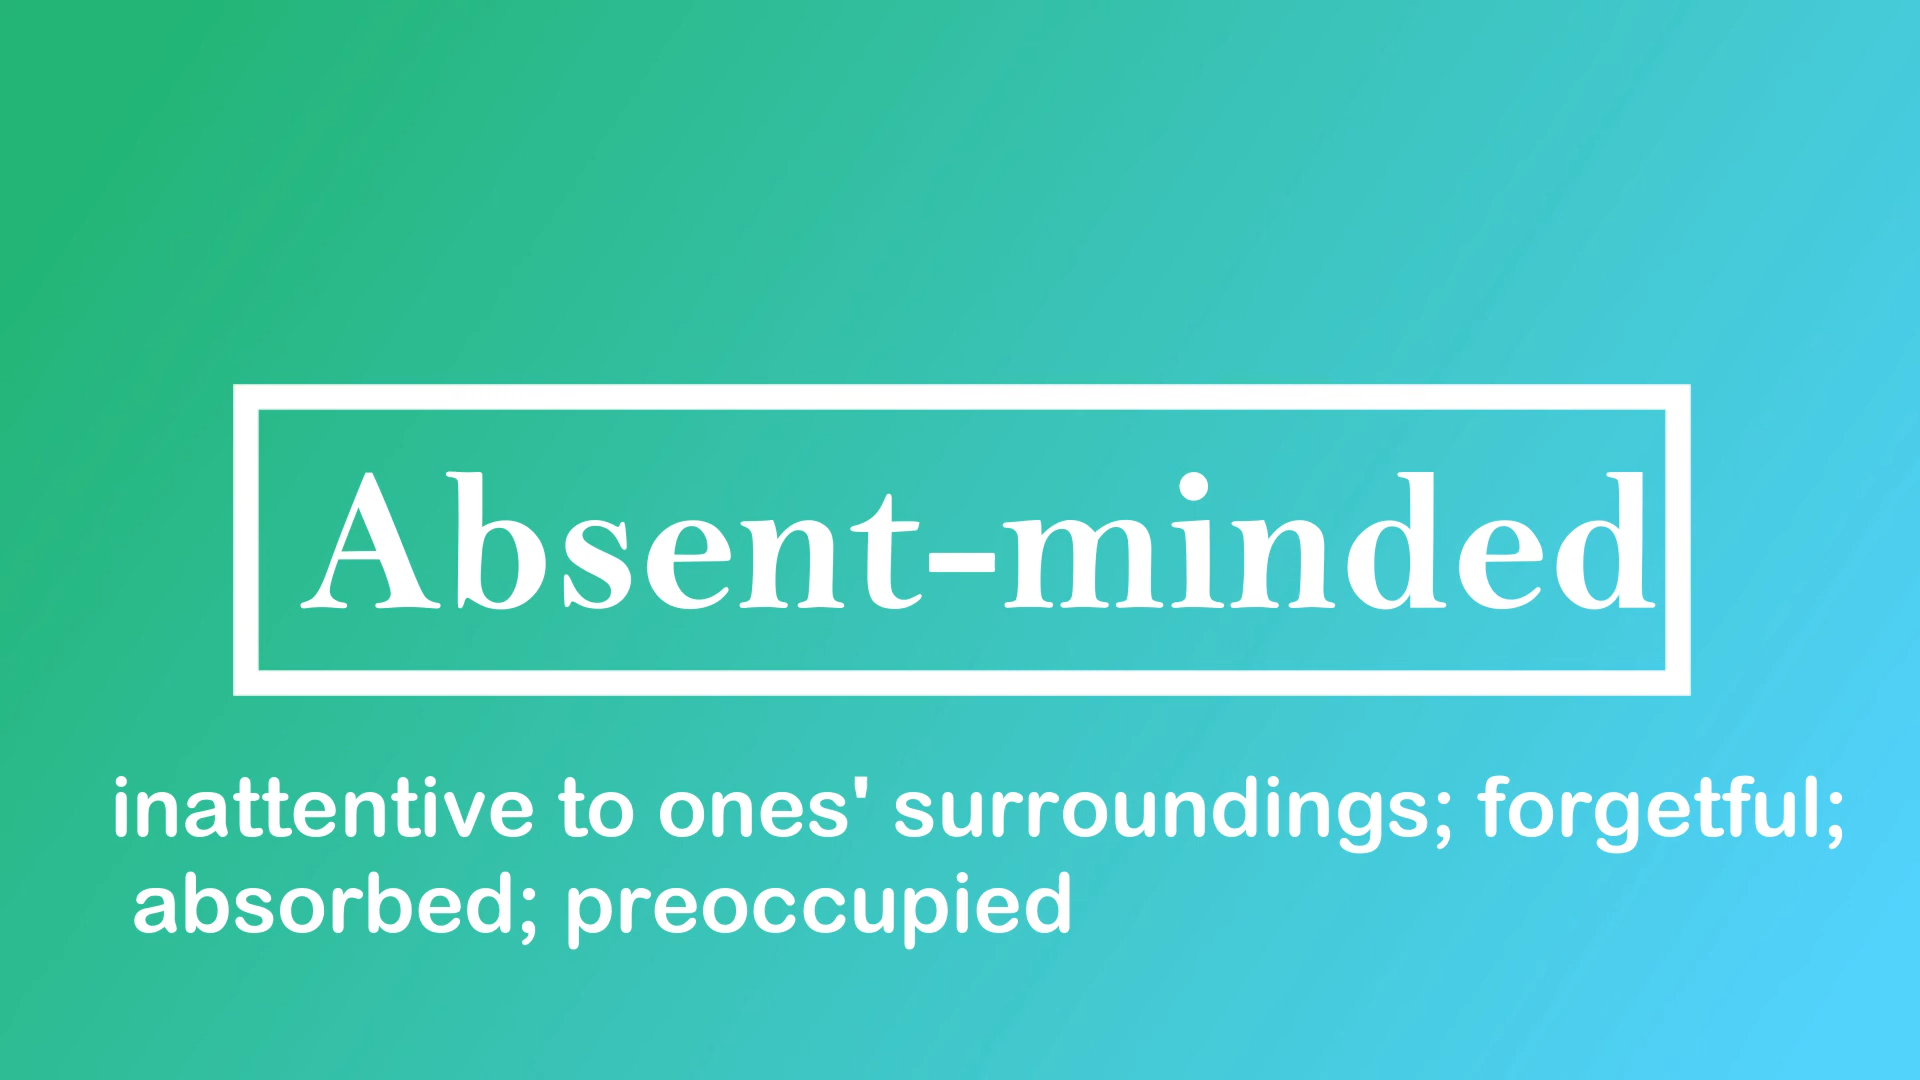 Absent-minded
inattentive to ones' surroundings; forgetful;
absorbed; preoccupied